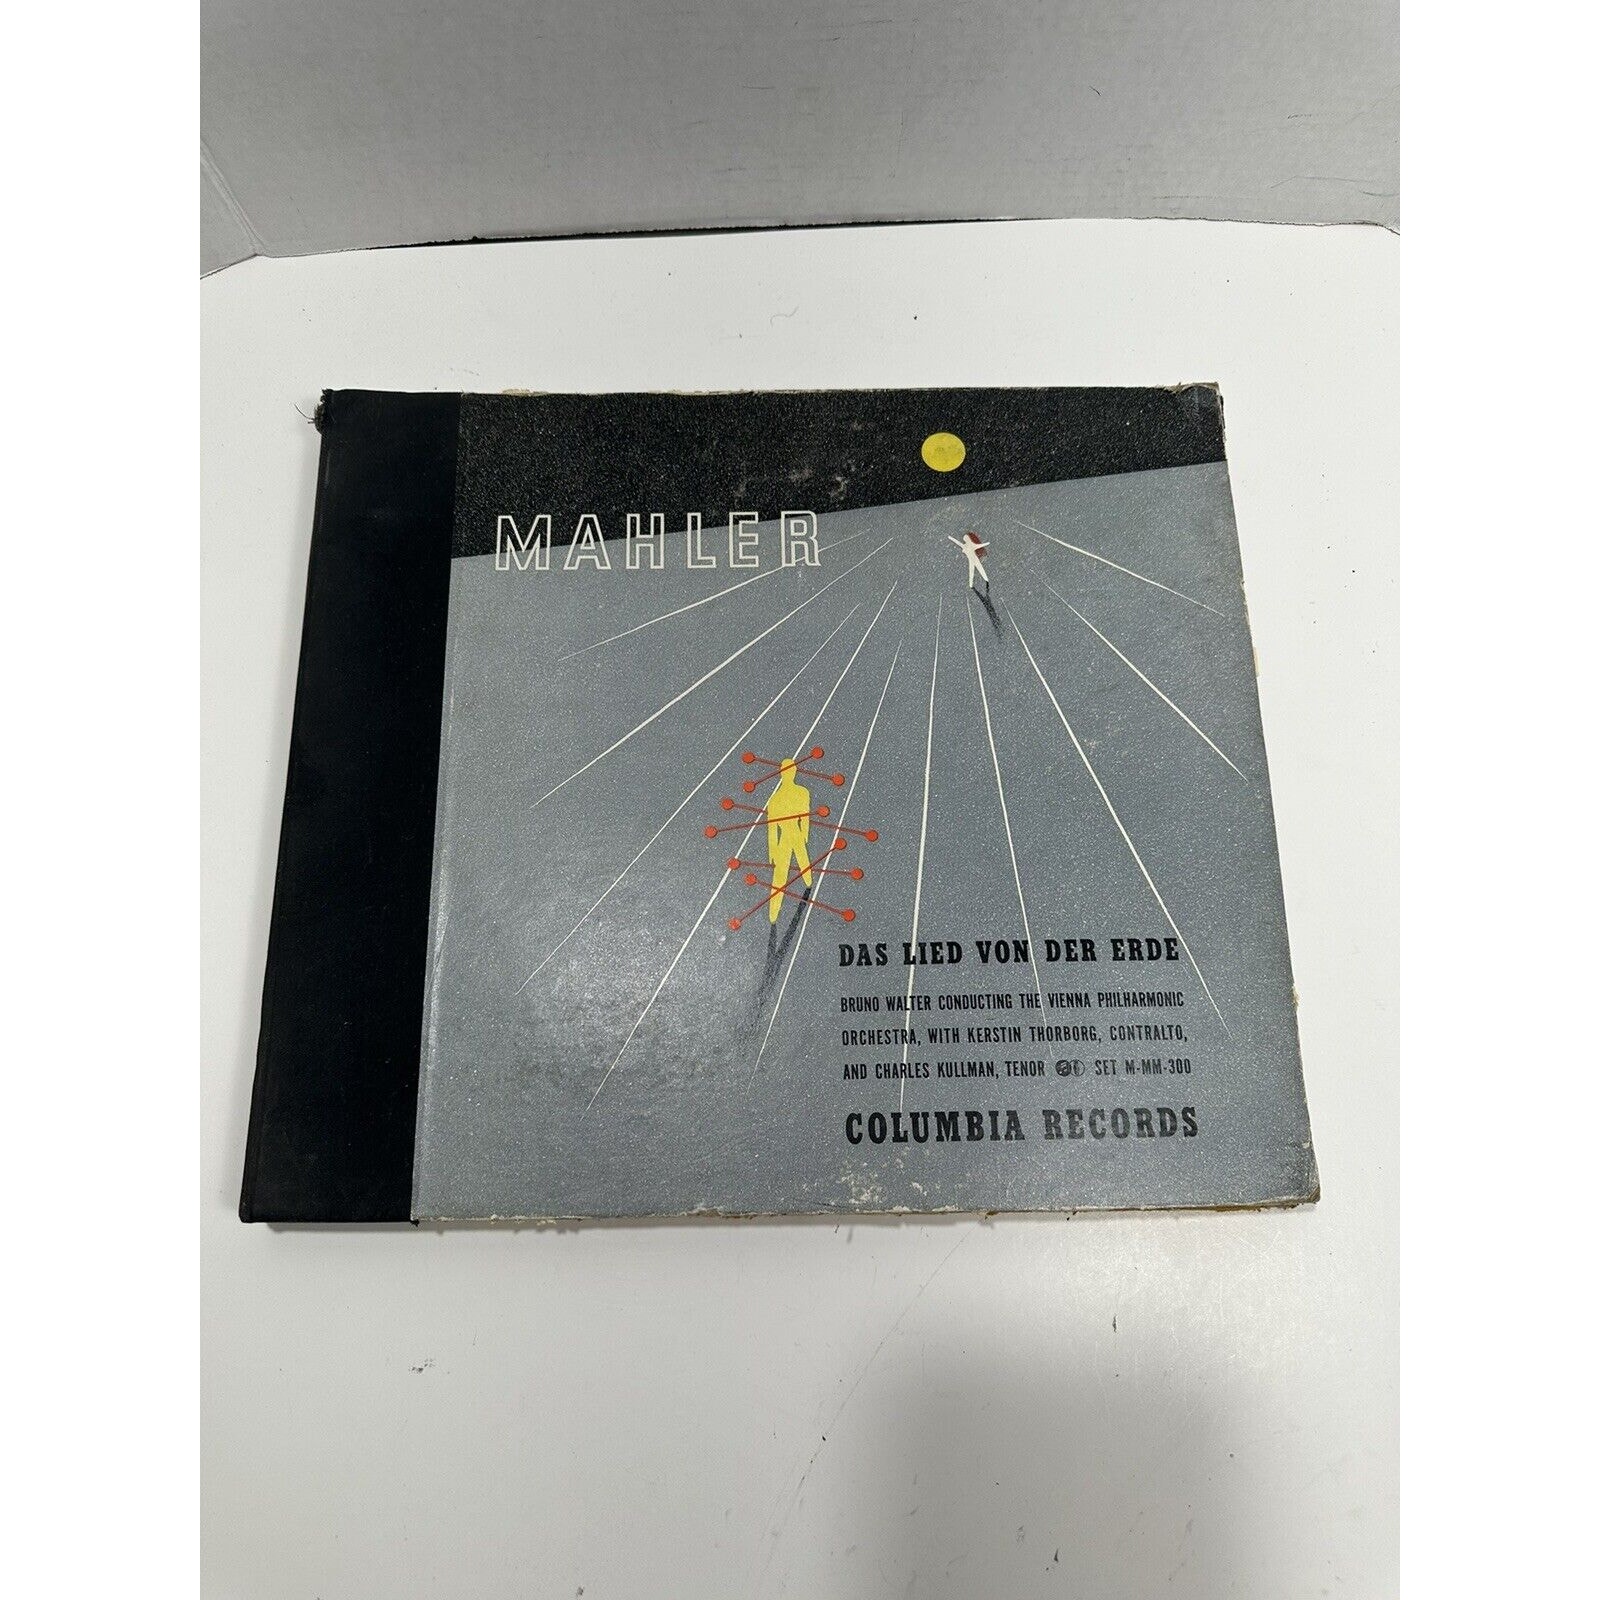 MAHLER
DAS LIED VON DER ERDE
BRUNO WALTER CONDUCTING THE VIENNA PHILHARMONIC
ORCHESTRA, WITH KERSTIN THORBORG, CONTRALTO,
AND CHARLES KULLMAN, TENOR SET M-MM-300
COLUMBIA RECORDS